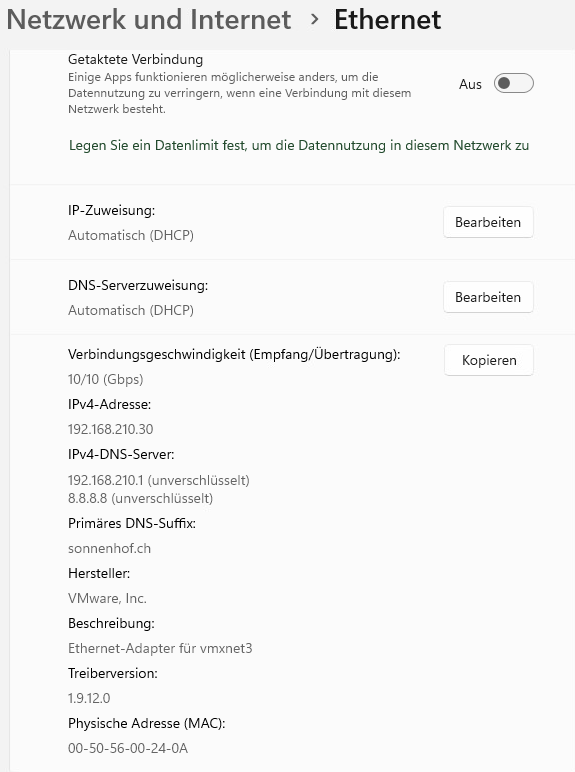 Netzwerk und Internet > Ethernet
Getaktete Verbindung
Einige Apps funktionieren möglicherweise anders, um die
Datennutzung zu verringern, wenn eine Verbindung mit diesem
Netzwerk besteht.
Aus
Legen Sie ein Datenlimit fest, um die Datennutzung in diesem Netzwerk zu
IP-Zuweisung:
Automatisch (DHCP)
Bearbeiten
DNS-Serverzuweisung:
Automatisch (DHCP)
Bearbeiten
Verbindungsgeschwindigkeit (Empfang/Übertragung):
Kopieren
10/10 (Gbps)
IPv4-Adresse:
192.168.210.30
IPv4-DNS-Server:
192.168.210.1 (unverschlüsselt)
8.8.8.8 (unverschlüsselt)
Primäres DNS-Suffix:
sonnenhof.ch
Hersteller:
VMware, Inc.
Beschreibung:
Ethernet-Adapter für vmxnet3
Treiberversion:
1.9.12.0
Physische Adresse (MAC):
00-50-56-00-24-0A